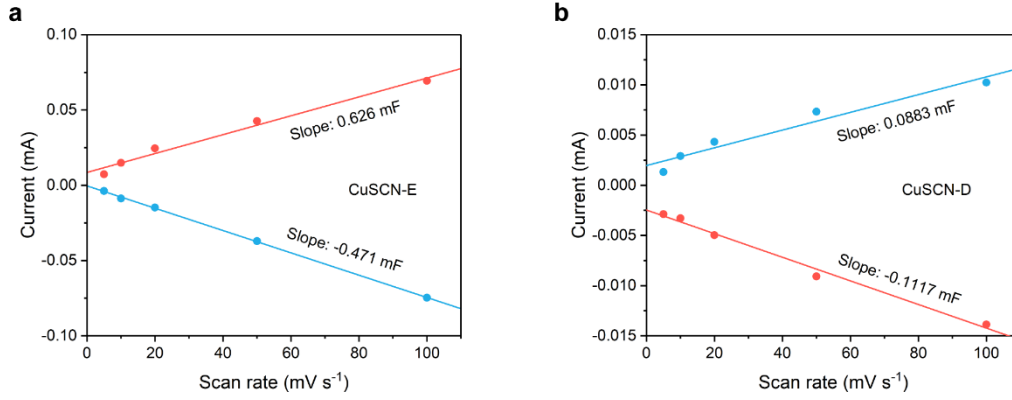 a
0.10
0.05
0.00
-0.05
-0.10
Current (mA)
Slope: 0.626 mF
CuSCN-E
Slope: -0.471 mF
0 20 40 60 80 100
Scan rate (mV s⁻¹)
b
0.015
0.010
0.005
0.000
-0.005
-0.010
-0.015
Current (mA)
Slope: 0.0883 mF
CuSCN-D
Slope: -0.1117 mF
0 20 40 60 80 100
Scan rate (mV s⁻¹)